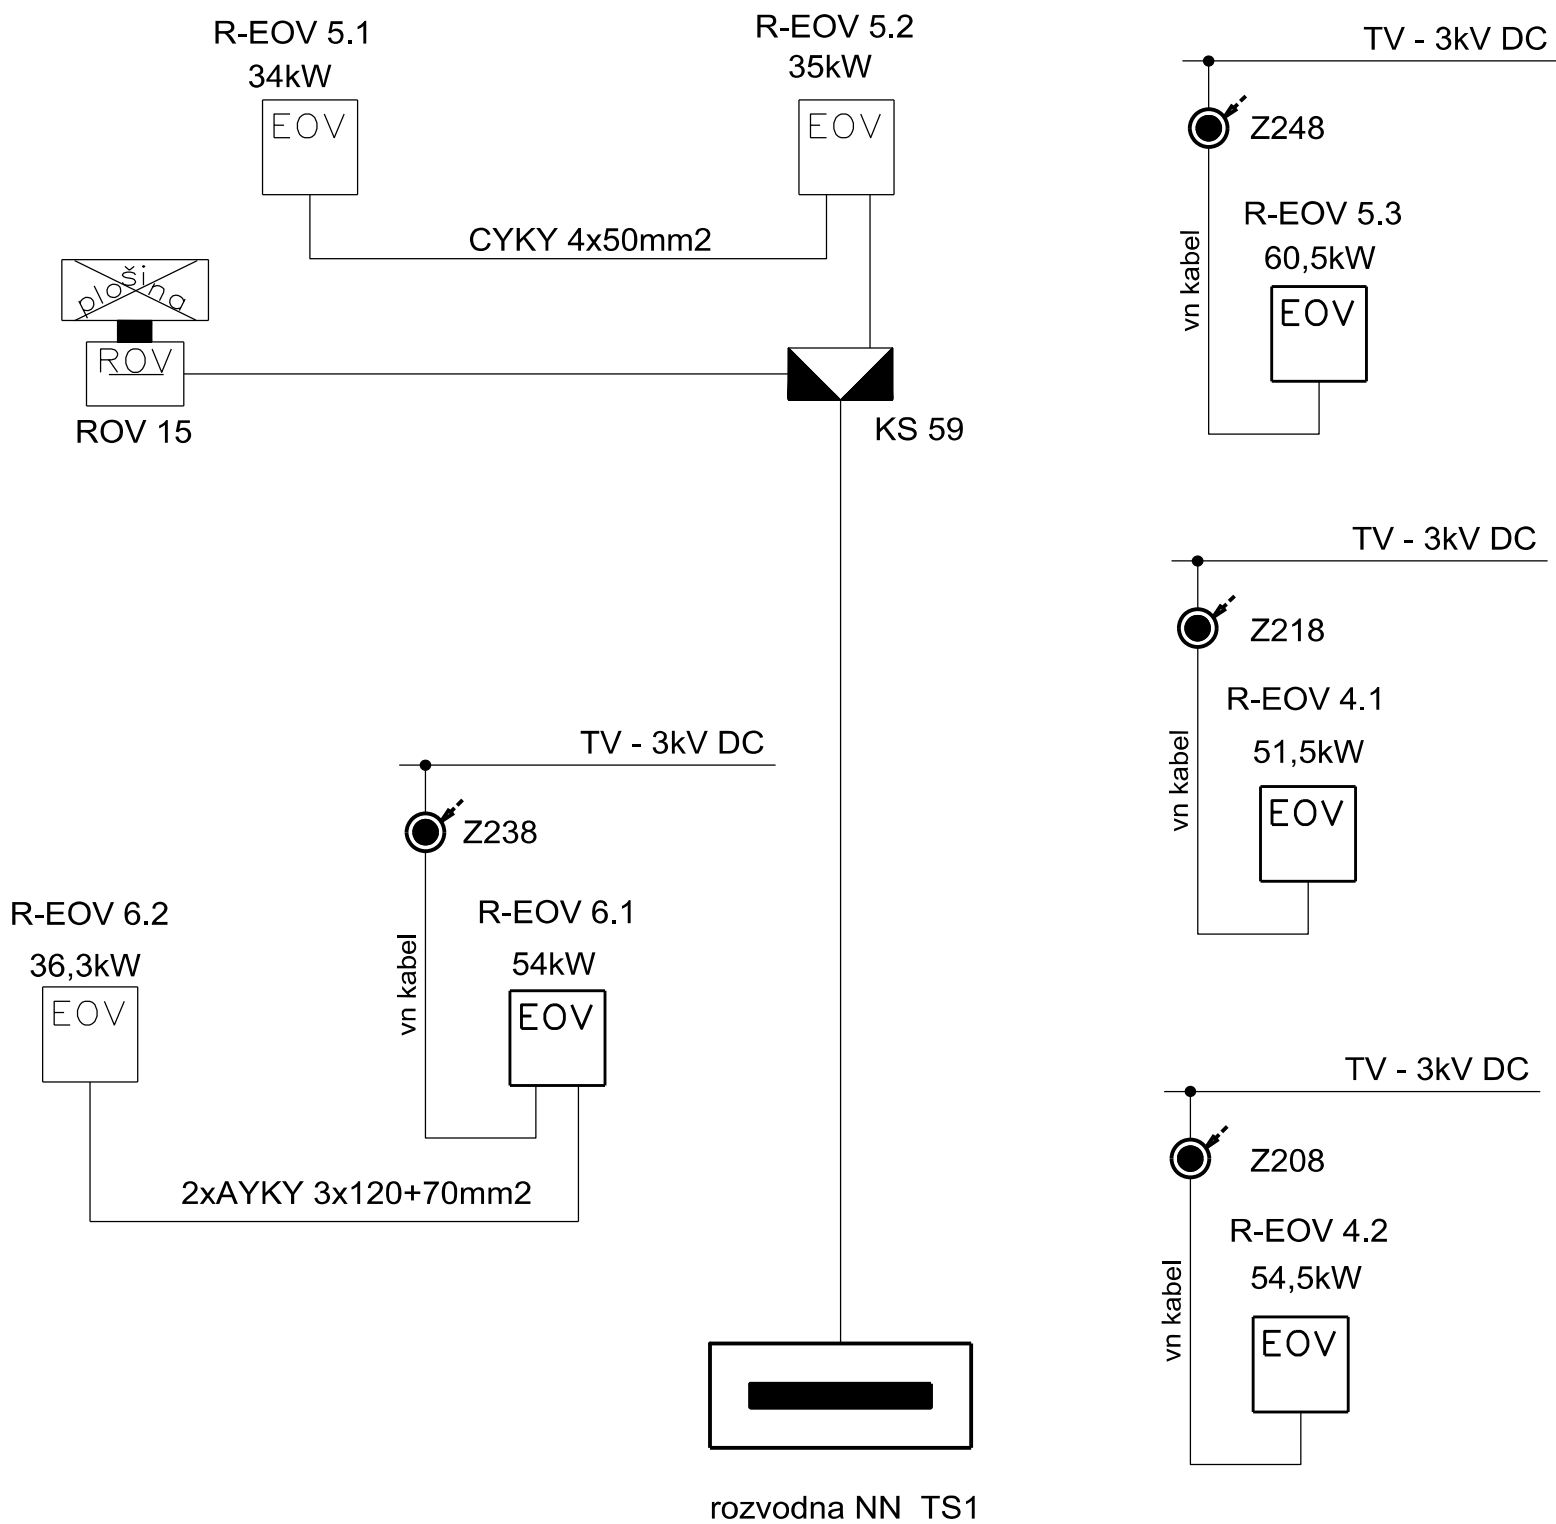 R-EOV 5.1
34kW
EOV
R-EOV 5.2
35kW
EOV
CYKY 4x50mm2
plošina
ROV
ROV 15
KS 59
TV - 3kV DC
Z248
vn kabel
R-EOV 5.3
60,5kW
EOV
TV - 3kV DC
Z218
vn kabel
R-EOV 4.1
51,5kW
EOV
TV - 3kV DC
Z238
vn kabel
R-EOV 6.2
36,3kW
EOV
R-EOV 6.1
54kW
EOV
2xAYKY 3x120+70mm2
TV - 3kV DC
Z208
vn kabel
R-EOV 4.2
54,5kW
EOV
rozvodna NN TS1